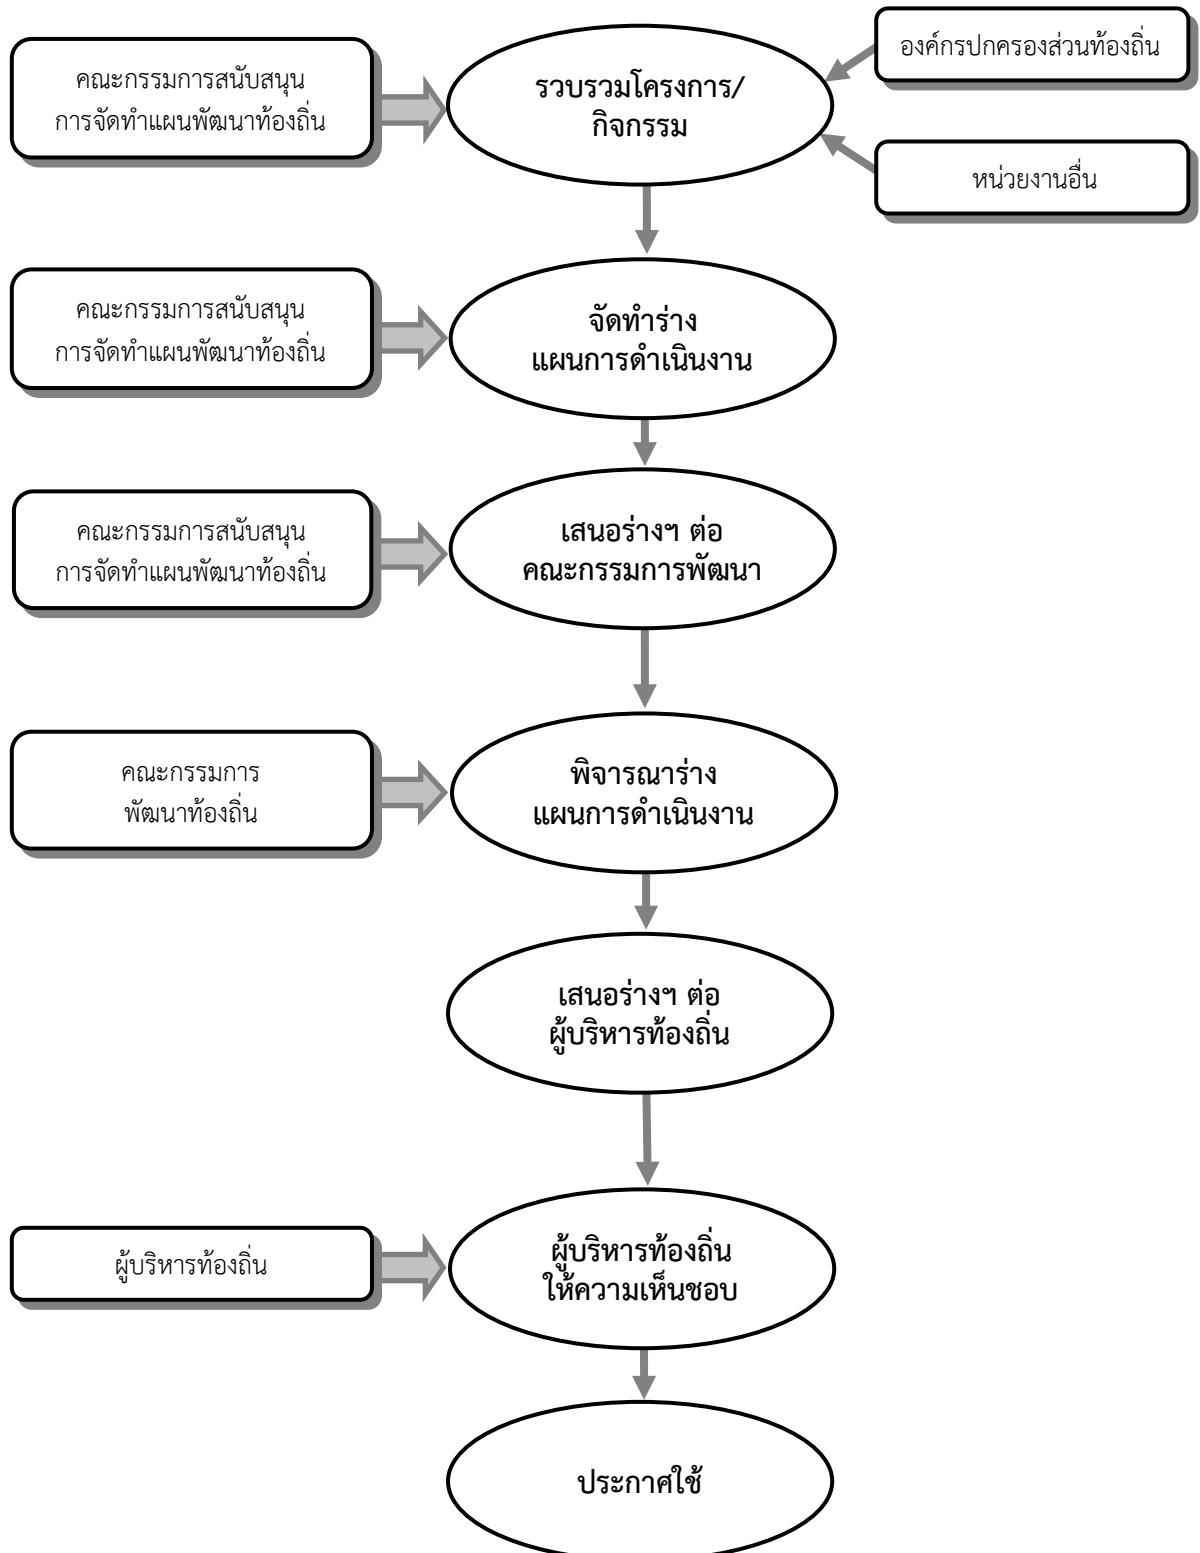 องค์กรปกครองส่วนท้องถิ่น
คณะกรรมการสนับสนุน
การจัดทำแผนพัฒนาท้องถิ่น
รวบรวมโครงการ/
กิจกรรม
หน่วยงานอื่น
คณะกรรมการสนับสนุน
การจัดทำแผนพัฒนาท้องถิ่น
จัดทำร่าง
แผนการดำเนินงาน
คณะกรรมการสนับสนุน
การจัดทำแผนพัฒนาท้องถิ่น
เสนอร่างฯ ต่อ
คณะกรรมการพัฒนา
คณะกรรมการ
พัฒนาท้องถิ่น
พิจารณาร่าง
แผนการดำเนินงาน
เสนอร่างฯ ต่อ
ผู้บริหารท้องถิ่น
ผู้บริหารท้องถิ่น
ผู้บริหารท้องถิ่น
ให้ความเห็นชอบ
ประกาศใช้